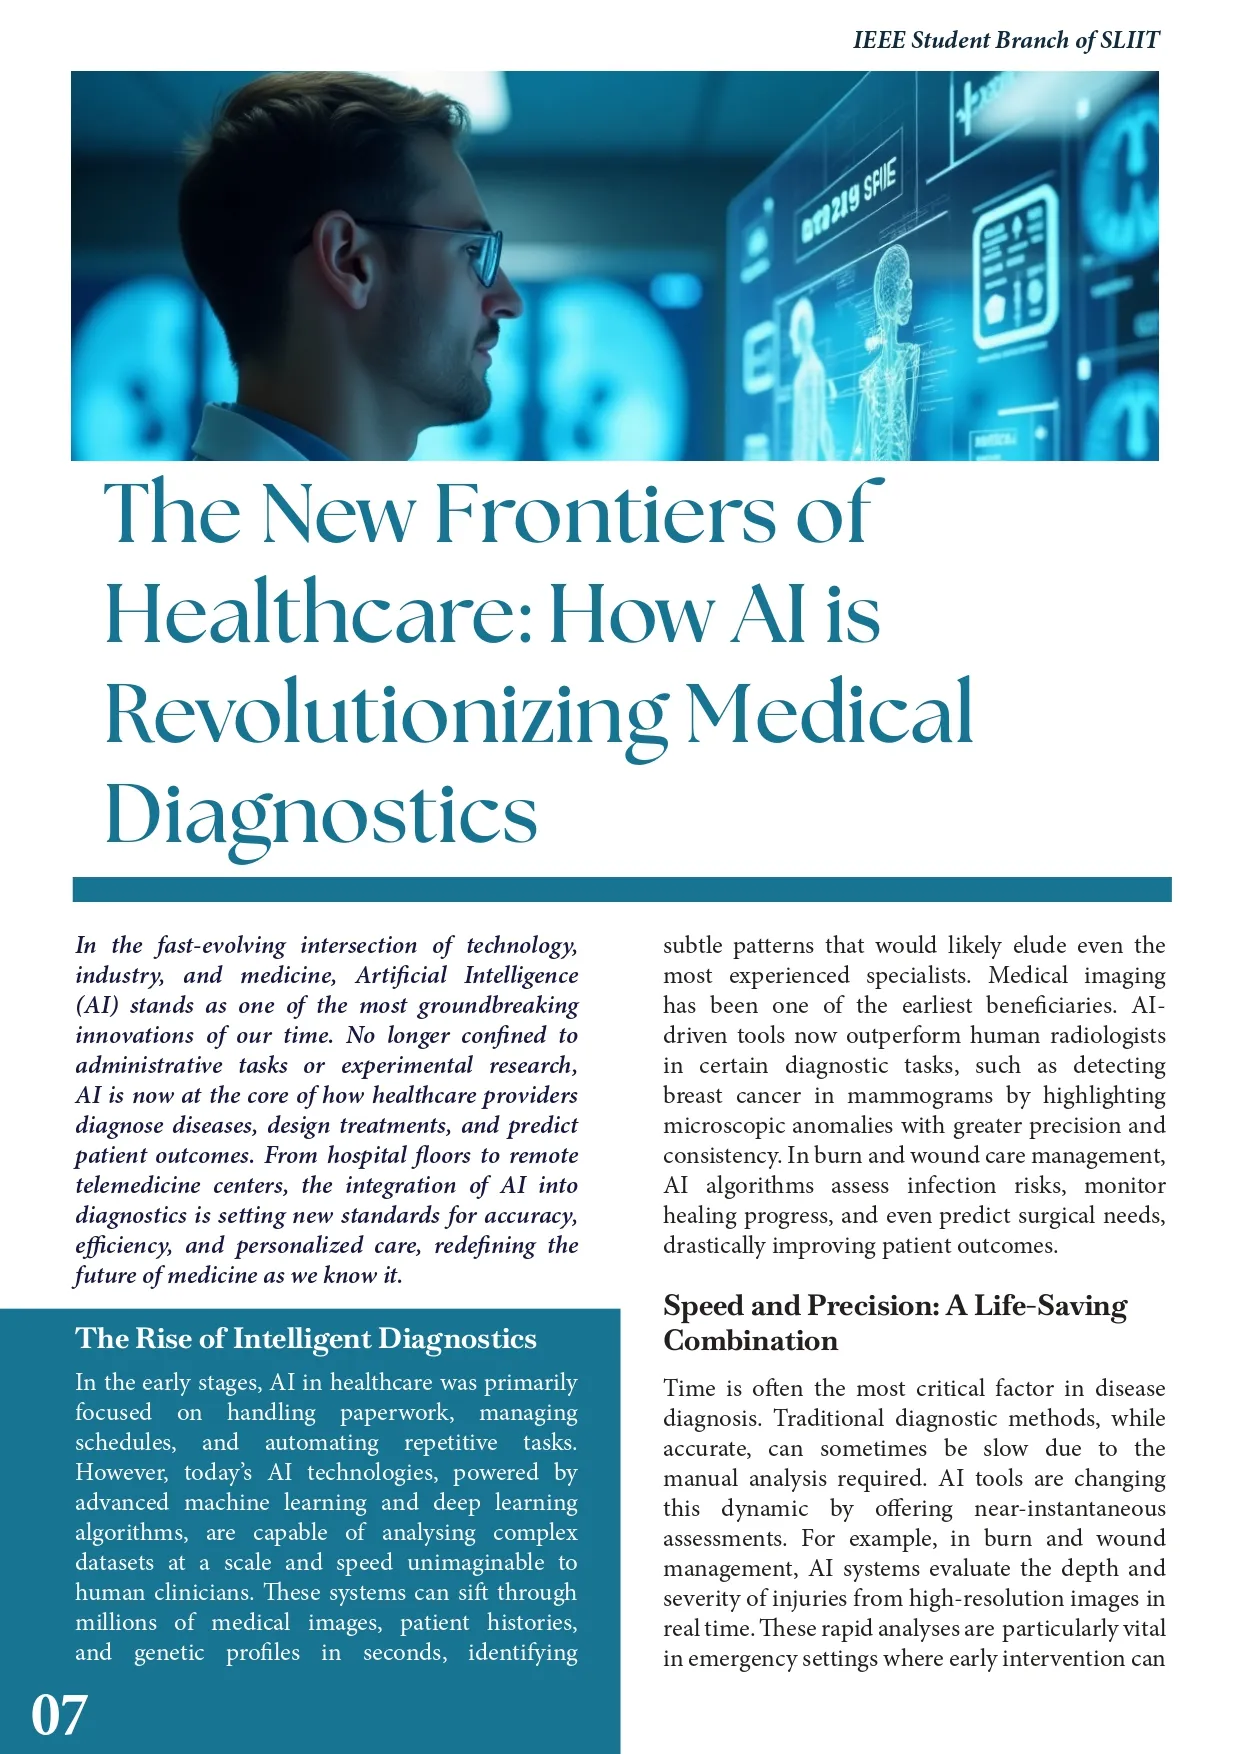 IEEE Student Branch of SLIIT
The New Frontiers of
Healthcare: How AI is
Revolutionizing Medical
Diagnostics
In the fast-evolving intersection of technology,
industry, and medicine, Artificial Intelligence
(AI) stands as one of the most groundbreaking
innovations of our time. No longer confined to
administrative tasks or experimental research,
AI is now at the core of how healthcare providers
diagnose diseases, design treatments, and predict
patient outcomes. From hospital floors to remote
telemedicine centers, the integration of AI into
diagnostics is setting new standards for accuracy,
efficiency, and personalized care, redefining the
future of medicine as we know it.
The Rise of Intelligent Diagnostics
In the early stages, AI in healthcare was primarily
focused on handling paperwork, managing
schedules, and automating repetitive tasks.
However, today’s AI technologies, powered by
advanced machine learning and deep learning
algorithms, are capable of analysing complex
datasets at a scale and speed unimaginable to
human clinicians. These systems can sift through
millions of medical images, patient histories,
and genetic profiles in seconds, identifying
subtle patterns that would likely elude even the
most experienced specialists. Medical imaging
has been one of the earliest beneficiaries. AI-
driven tools now outperform human radiologists
in certain diagnostic tasks, such as detecting
breast cancer in mammograms by highlighting
microscopic anomalies with greater precision and
consistency. In burn and wound care management,
AI algorithms assess infection risks, monitor
healing progress, and even predict surgical needs,
drastically improving patient outcomes.
Speed and Precision: A Life-Saving
Combination
Time is often the most critical factor in disease
diagnosis. Traditional diagnostic methods, while
accurate, can sometimes be slow due to the
manual analysis required. AI tools are changing
this dynamic by offering near-instantaneous
assessments. For example, in burn and wound
management, AI systems evaluate the depth and
severity of injuries from high-resolution images in
real time. These rapid analyses are particularly vital
in emergency settings where early intervention can
07